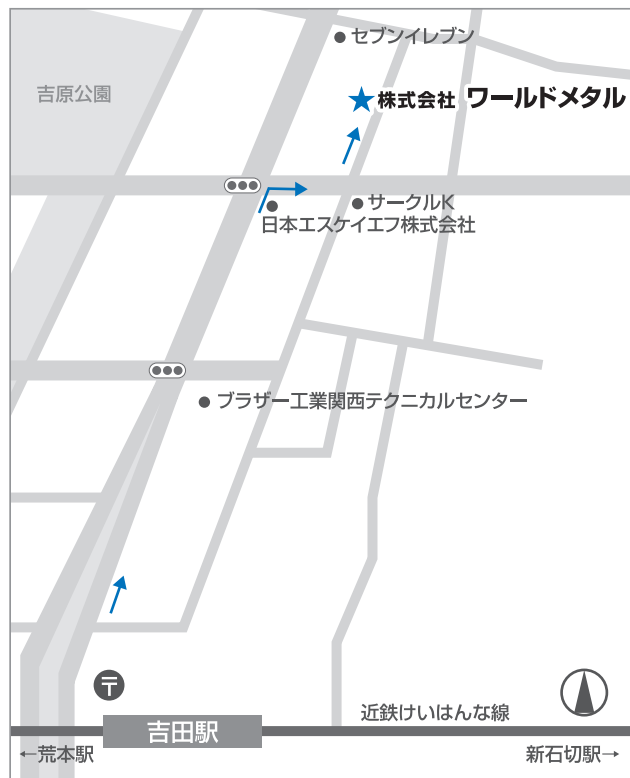 セブンイレブン
吉原公園
★株式会社 ワールドメタル
サークルK
日本エスケイエフ株式会社
ブラザー工業関西テクニカルセンター
〒
近鉄けいはんな線
吉田駅
←荒本駅
新石切駅→